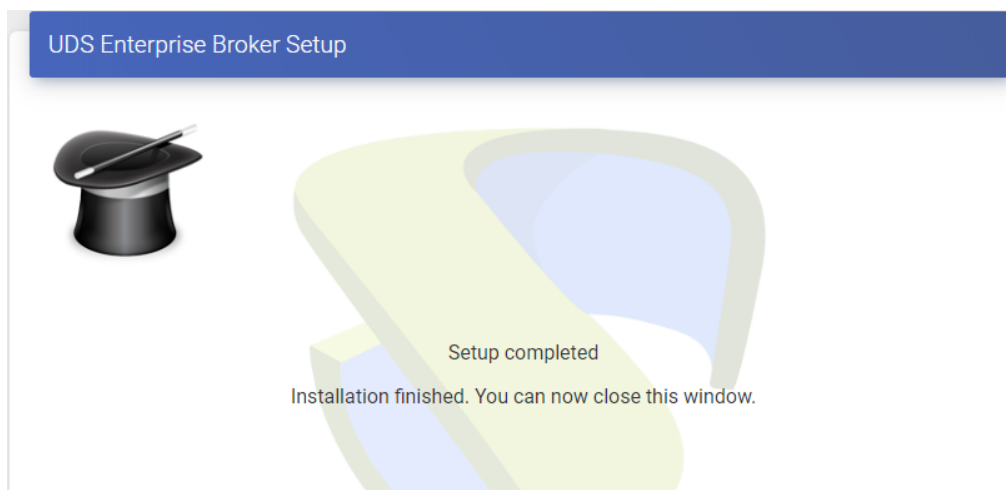 UDS Enterprise Broker Setup
Setup completed
Installation finished. You can now close this window.